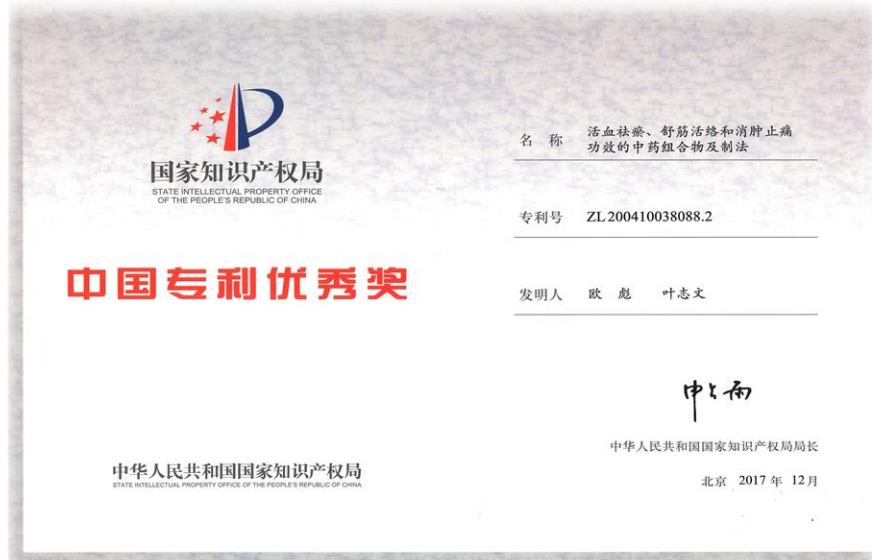 国家知识产权局
STATE INTELLECTUAL PROPERTY OFFICE
OF THE PEOPLE'S REPUBLIC OF CHINA
中国专利优秀奖
中华人民共和国国家知识产权局
STATE INTELLECTUAL PROPERTY OFFICE OF THE PEOPLE'S REPUBLIC OF CHINA
名 称 活血祛瘀、舒筋活络和消肿止痛
功效的中药组合物及制法
专利号 ZL 200410038088.2
发明人 欧 彪 叶志文
申长雨
中华人民共和国国家知识产权局局长
北京 2017 年 12月